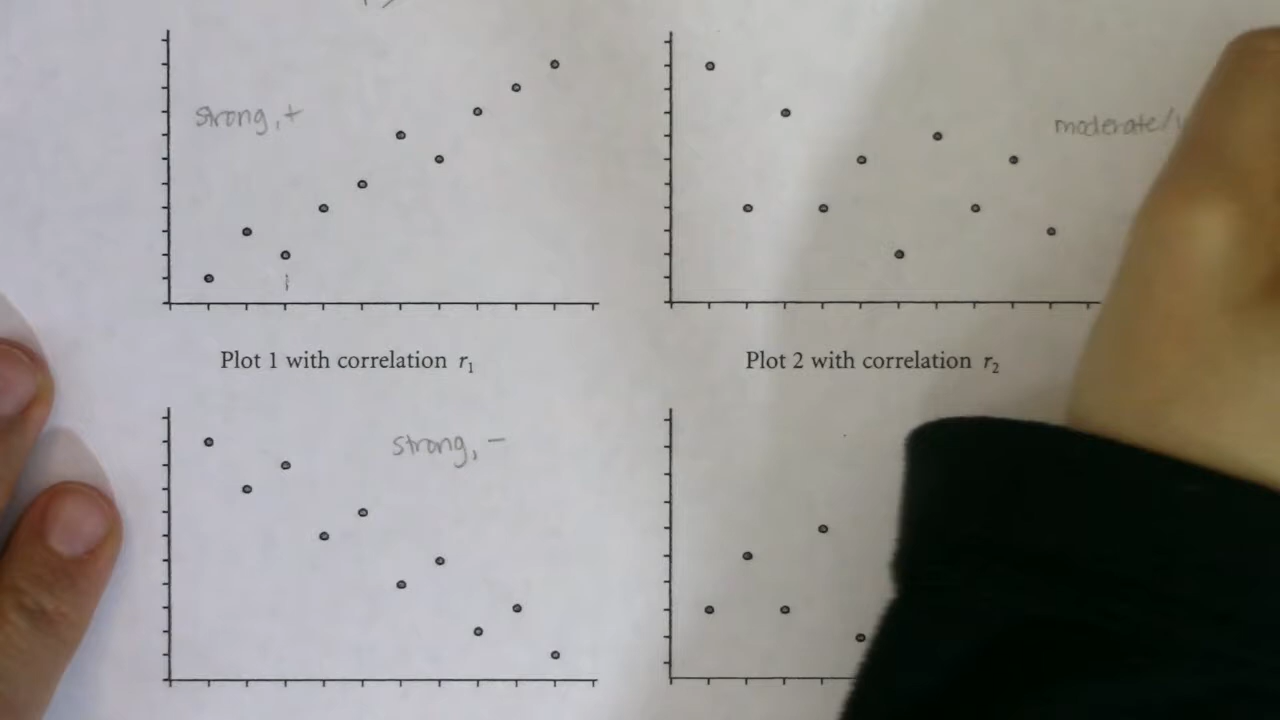 strong, +
moderate/
Plot 1 with correlation r₁
Plot 2 with correlation r₂
strong, −